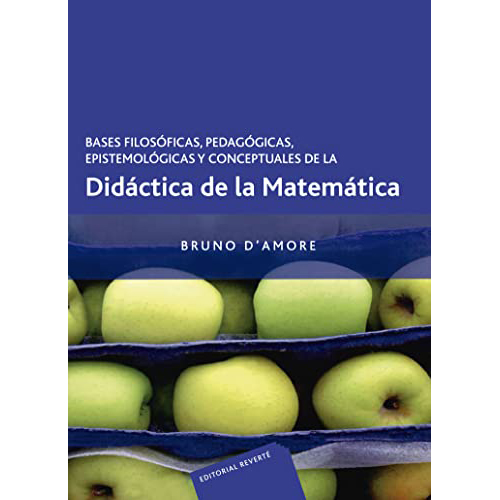 BASES FILOSÓFICAS, PEDAGÓGICAS,
EPISTEMOLÓGICAS Y CONCEPTUALES DE LA
Didáctica de la Matemática
BRUNO D'AMORE
EDITORIAL REVERTÉ